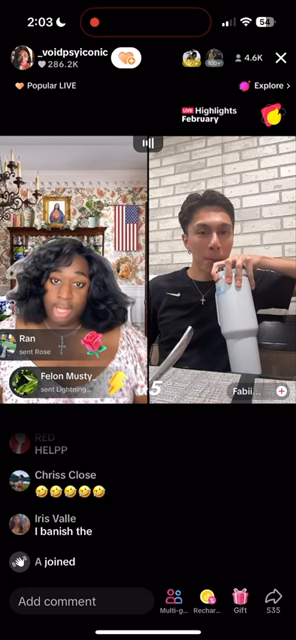 2:03
54
_voidpsyiconic
286.2K
100+
4.6K
Popular LIVE
Explore >
LIVE Highlights
February
Ran
sent Rose
Felon Musty
sent Lightning...
x5
Fabii...
RED
HELPP
Chriss Close
🤣🤣🤣🤣🤣
Iris Valle
I banish the
A joined
Add comment
Multi-g...
Rechar...
Gift
535